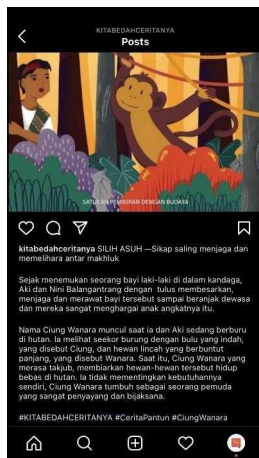 KITABEDAHCERITANYA
Posts
SATUKAN PEMIKIRAN DENGAN BUDAYA
kitabedahceritanya SILIH ASUH —Sikap saling menjaga dan
memelihara antar makhluk
Sejak menemukan seorang bayi laki-laki di dalam kandaga,
Aki dan Nini Balangantrang dengan tulus membesarkan,
menjaga dan merawat bayi tersebut sampai beranjak dewasa
dan mereka sangat menghargai anak angkatnya itu.
Nama Ciung Wanara muncul saat ia dan Aki sedang berburu
di hutan. Ia melihat seekor burung dengan bulu yang indah,
yang disebut Ciung, dan hewan lincah yang berbuntut
panjang, yang disebut Wanara. Saat itu, Ciung Wanara yang
merasa takjub, membiarkan hewan-hewan tersebut hidup
bebas di hutan. Ia tidak mementingkan kebutuhannya
sendiri, Ciung Wanara tumbuh sebagai seorang pemuda
yang sangat penyayang dan bijaksana.
#KITABEDAHCERITANYA #CeritaPantun #CiungWanara